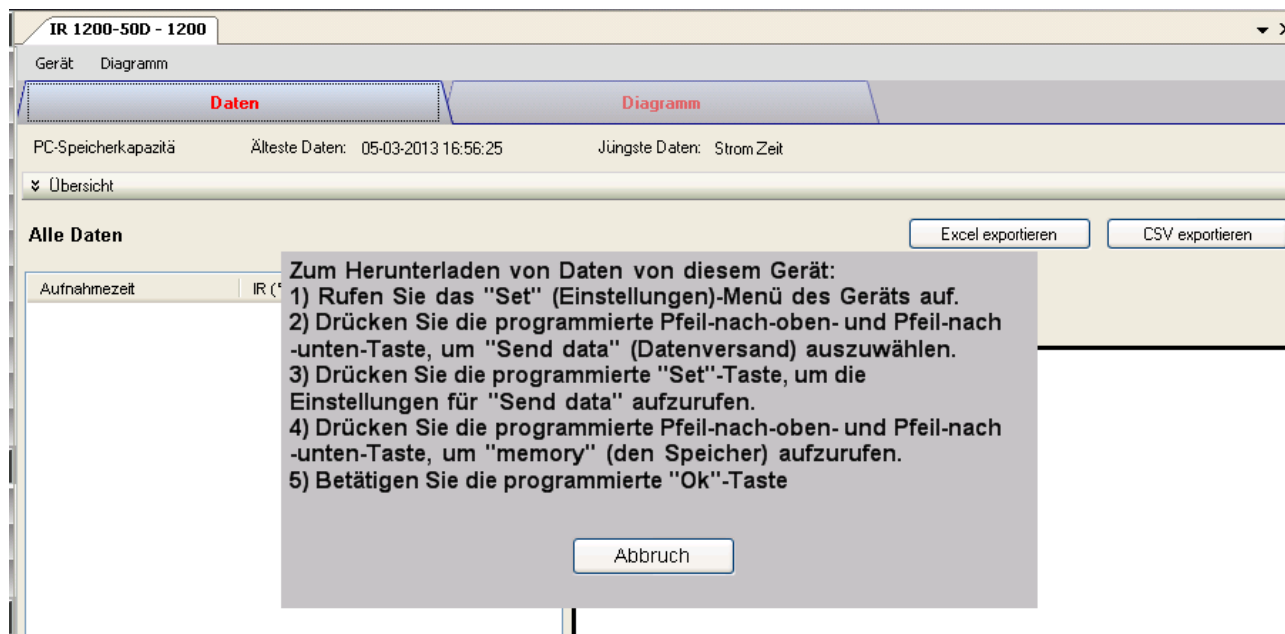 IR 1200-50D - 1200
Gerät Diagramm
Daten Diagramm
PC-Speicherkapazitä Älteste Daten: 05-03-2013 16:56:25 Jüngste Daten: Strom Zeit
Übersicht
Alle Daten Excel exportieren CSV exportieren
Aufnahmezeit IR (°
Zum Herunterladen von Daten von diesem Gerät:
1) Rufen Sie das "Set" (Einstellungen)-Menü des Geräts auf.
2) Drücken Sie die programmierte Pfeil-nach-oben- und Pfeil-nach
-unten-Taste, um "Send data" (Datenversand) auszuwählen.
3) Drücken Sie die programmierte "Set"-Taste, um die
Einstellungen für "Send data" aufzurufen.
4) Drücken Sie die programmierte Pfeil-nach-oben- und Pfeil-nach
-unten-Taste, um "memory" (den Speicher) aufzurufen.
5) Betätigen Sie die programmierte "Ok"-Taste
Abbruch